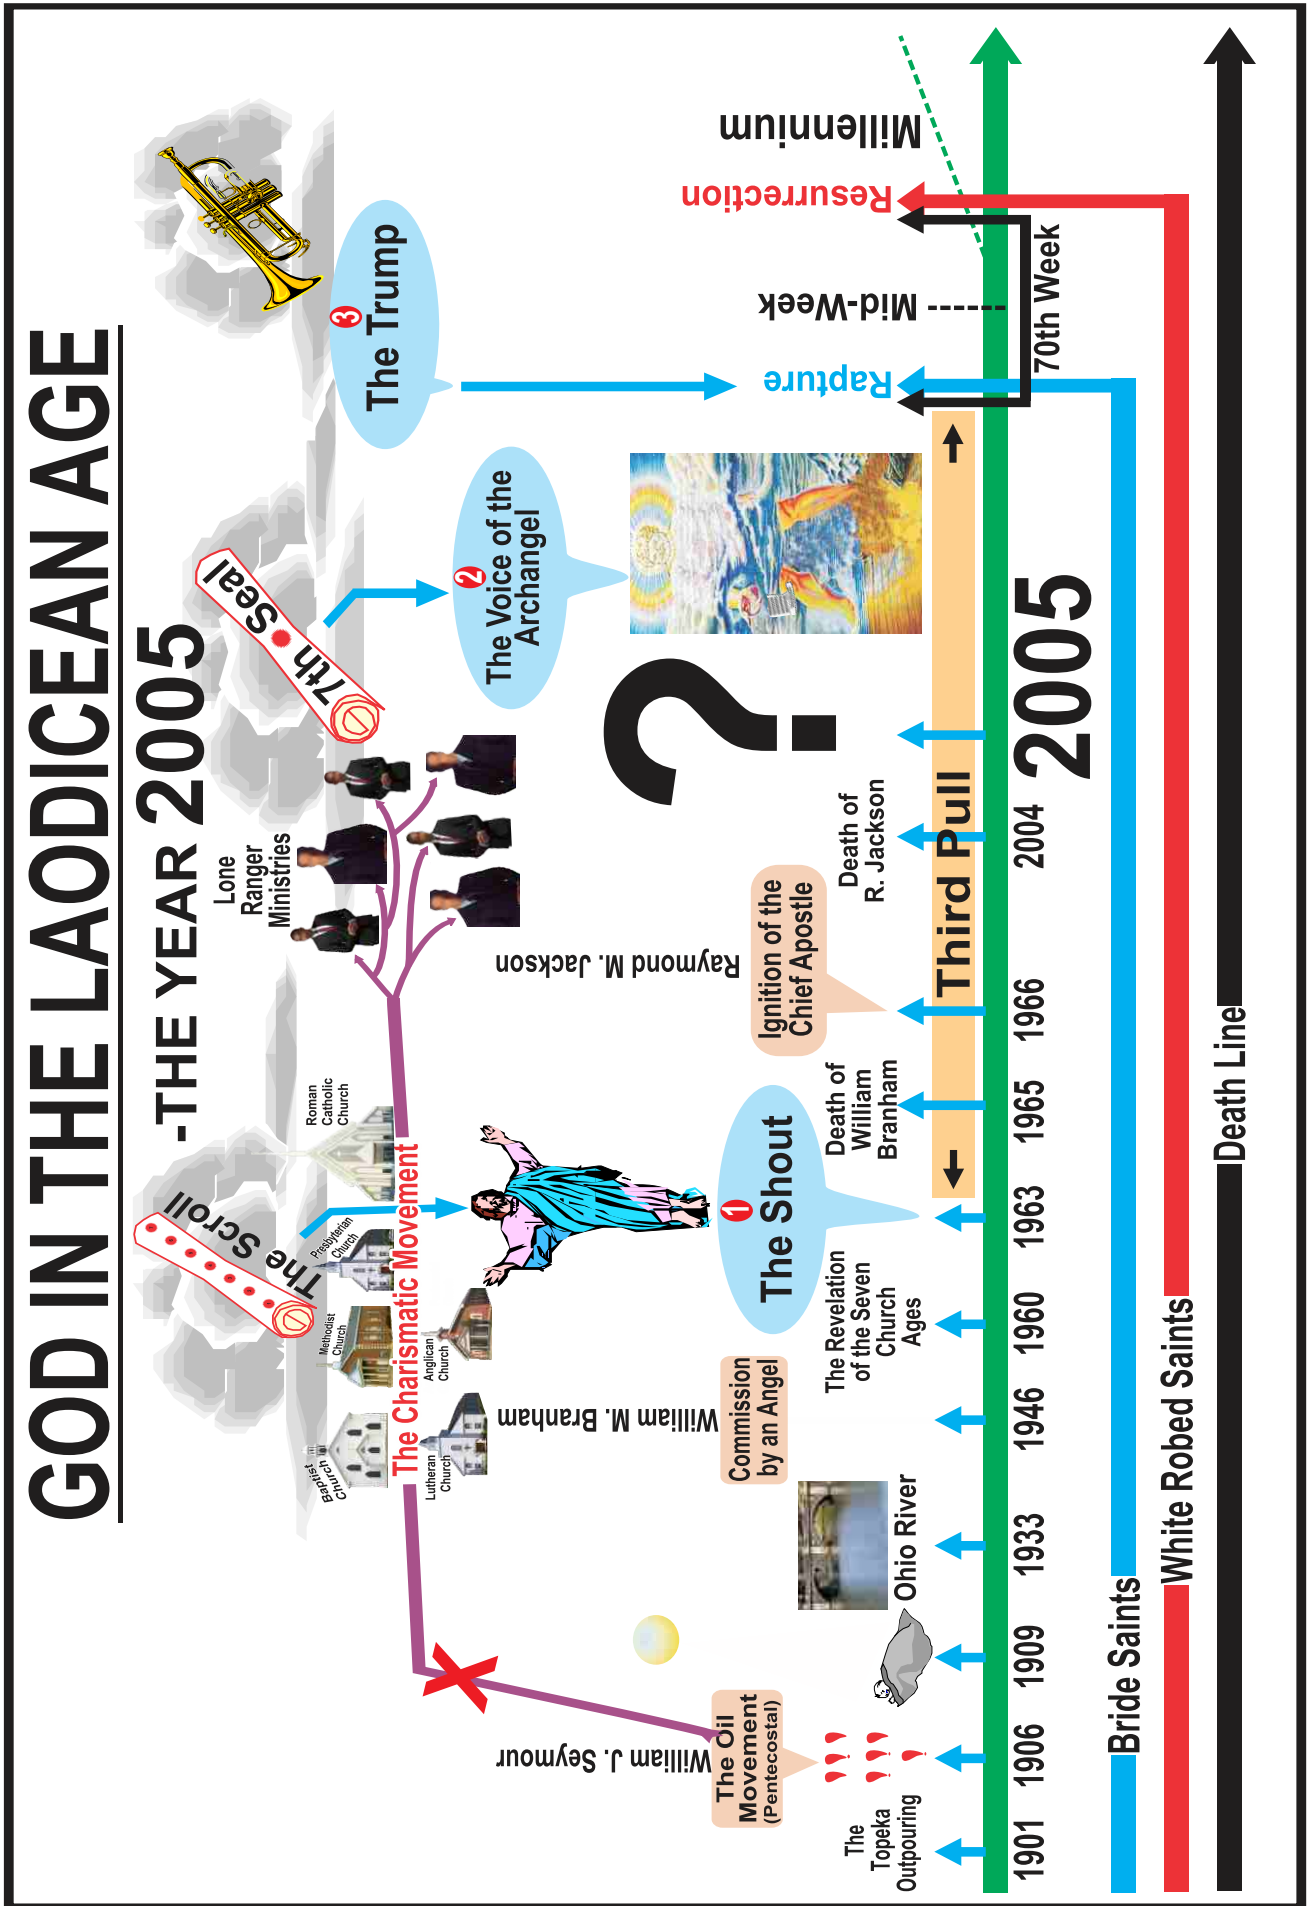 GOD IN THE LAODICEAN AGE
-THE YEAR 2005
The Scroll
7th Seal
Roman
Catholic
Church
Presbyterian
Church
Methodist
Church
Anglican
Church
Baptist
Church
Lutheran
Church
The Charismatic Movement
Lone
Ranger
Ministries
William J. Seymour
William M. Branham
Raymond M. Jackson
1
The Shout
2
The Voice of the
Archangel
3
The Trump
?
The Oil
Movement
(Pentecostal)
Commission
by an Angel
Ignition of the
Chief Apostle
The
Topeka
Outpouring
Ohio River
The Revelation
of the Seven
Church
Ages
Death of
William
Branham
Death of
R. Jackson
Rapture
Mid-Week
Resurrection
Millennium
Third Pull
1901
1906
1909
1933
1946
1960
1963
1965
1966
2004
2005
70th Week
Bride Saints
White Robed Saints
Death Line